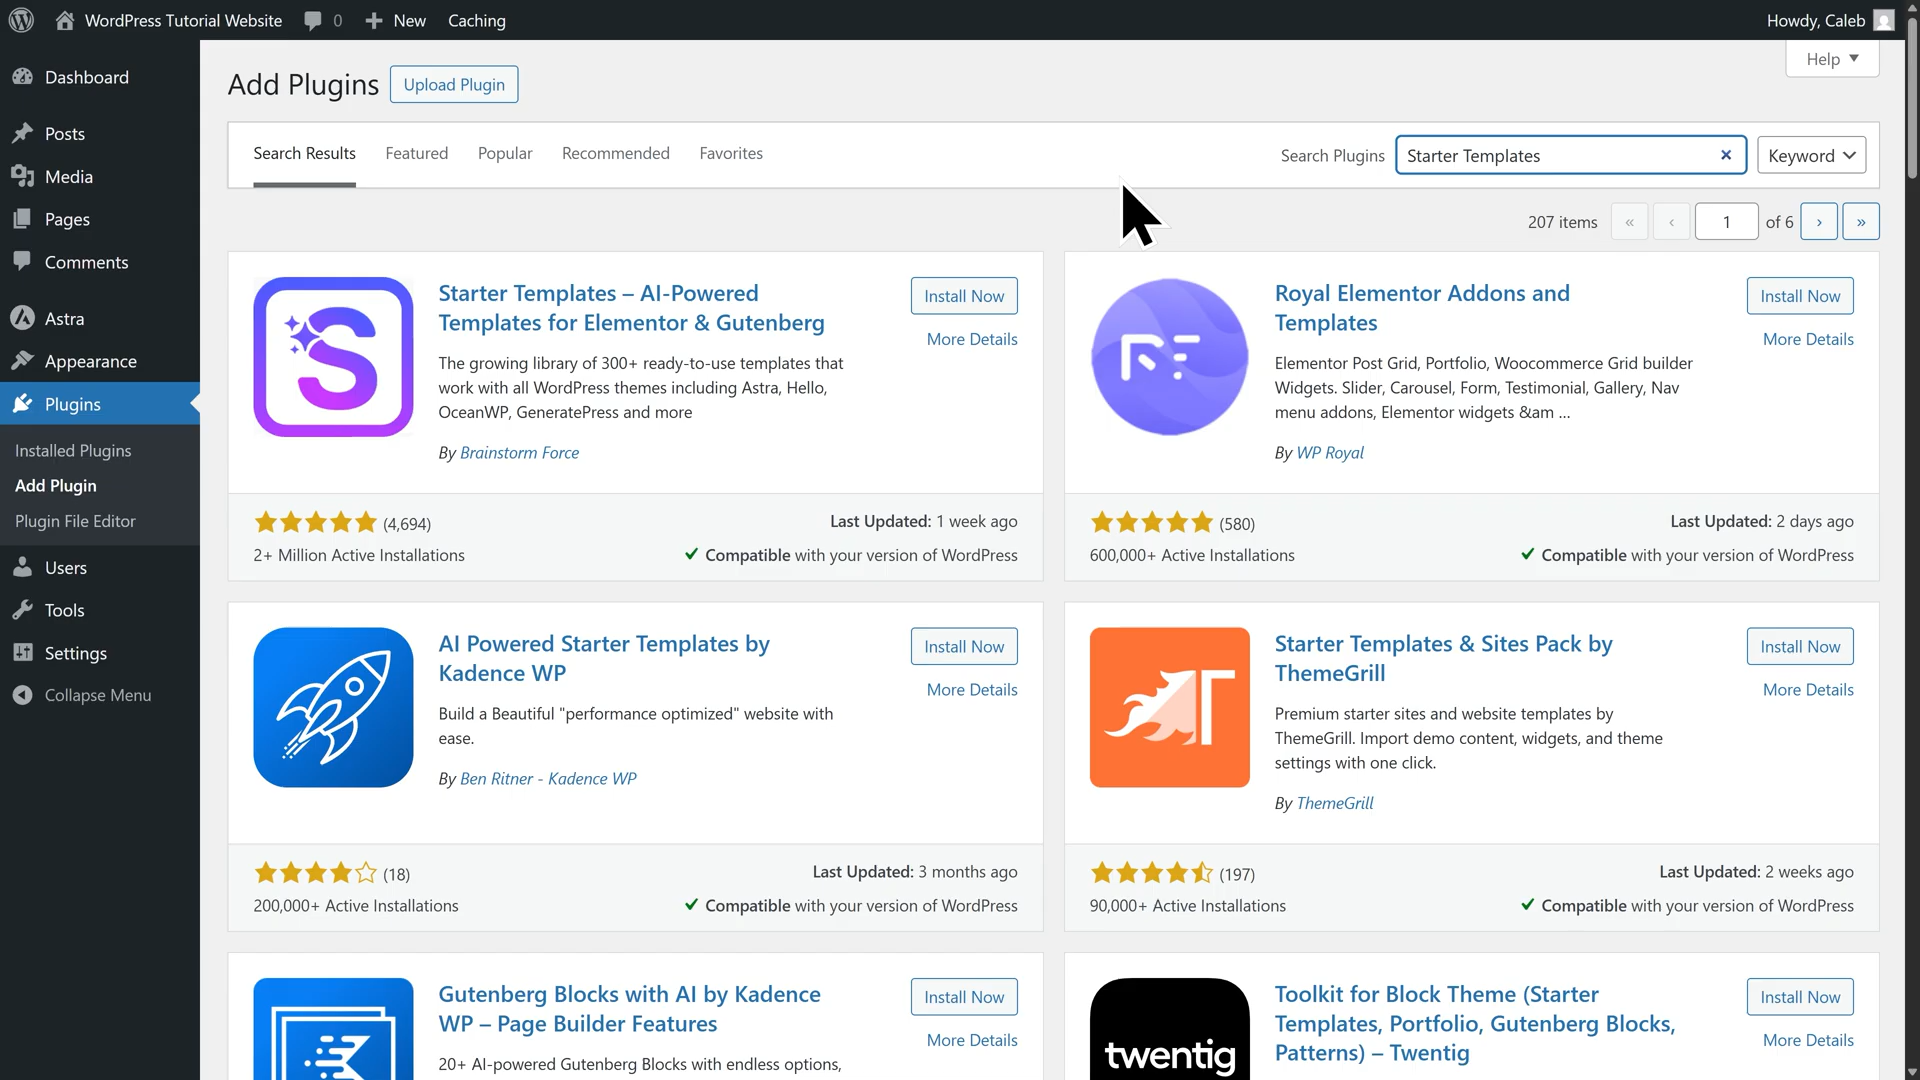 WordPress Tutorial Website
0
New
Caching
Howdy, Caleb
Dashboard
Posts
Media
Pages
Comments
Astra
Appearance
Plugins
Installed Plugins
Add Plugin
Plugin File Editor
Users
Tools
Settings
Collapse Menu
Help
Add Plugins
Upload Plugin
Search Results
Featured
Popular
Recommended
Favorites
Search Plugins
Starter Templates
Keyword
207 items
«
‹
1
of 6
›
»
Starter Templates – AI-Powered
Templates for Elementor & Gutenberg
Install Now
More Details
The growing library of 300+ ready-to-use templates that
work with all WordPress themes including Astra, Hello,
OceanWP, GeneratePress and more
By Brainstorm Force
(4,694)
Last Updated: 1 week ago
2+ Million Active Installations
Compatible with your version of WordPress
Royal Elementor Addons and
Templates
Install Now
More Details
Elementor Post Grid, Portfolio, Woocommerce Grid builder
Widgets. Slider, Carousel, Form, Testimonial, Gallery, Nav
menu addons, Elementor widgets &am ...
By WP Royal
(580)
Last Updated: 2 days ago
600,000+ Active Installations
Compatible with your version of WordPress
AI Powered Starter Templates by
Kadence WP
Install Now
More Details
Build a Beautiful "performance optimized" website with
ease.
By Ben Ritner - Kadence WP
(18)
Last Updated: 3 months ago
200,000+ Active Installations
Compatible with your version of WordPress
Starter Templates & Sites Pack by
ThemeGrill
Install Now
More Details
Premium starter sites and website templates by
ThemeGrill. Import demo content, widgets, and theme
settings with one click.
By ThemeGrill
(197)
Last Updated: 2 weeks ago
90,000+ Active Installations
Compatible with your version of WordPress
Gutenberg Blocks with AI by Kadence
WP – Page Builder Features
Install Now
More Details
20+ AI-powered Gutenberg Blocks with endless options,
twentig
Toolkit for Block Theme (Starter
Templates, Portfolio, Gutenberg Blocks,
Patterns) – Twentig
Install Now
More Details